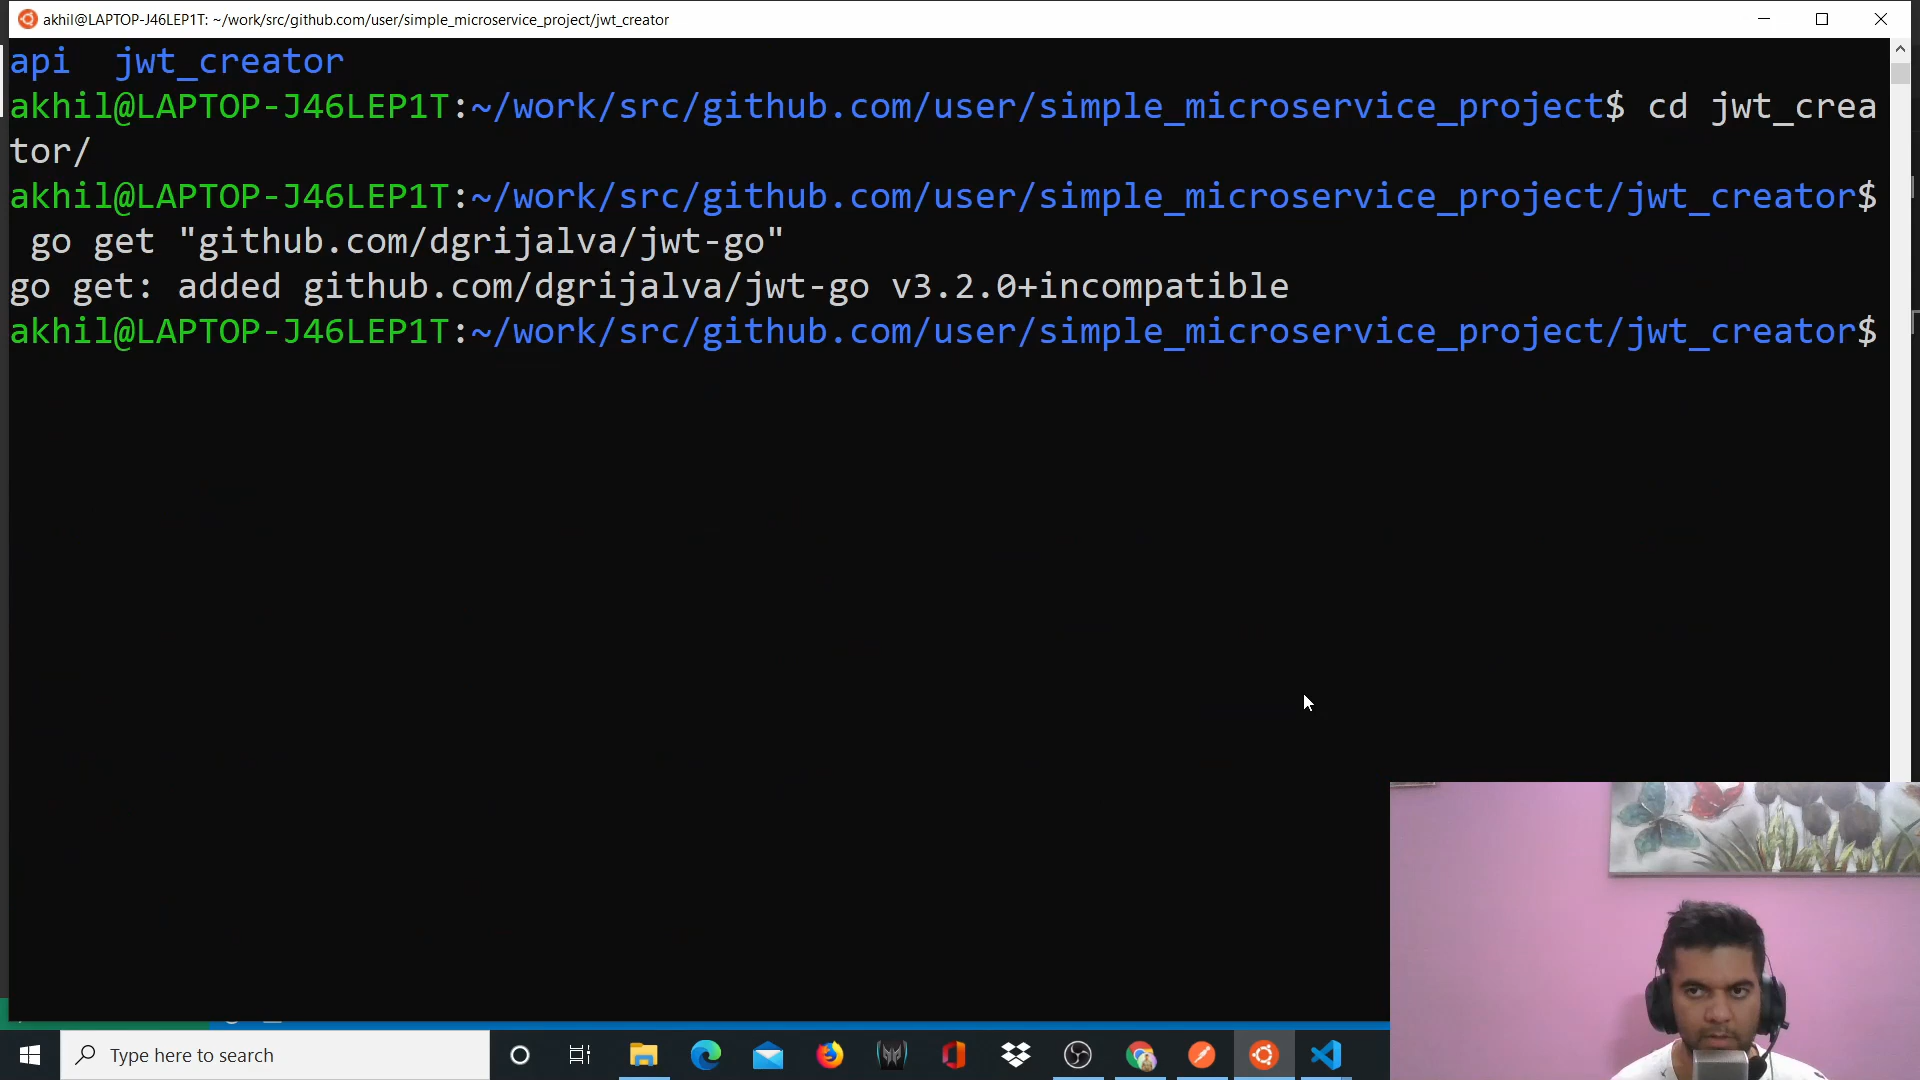 akhil@LAPTOP-J46LEP1T: ~/work/src/github.com/user/simple_microservice_project/jwt_creator
api  jwt_creator
akhil@LAPTOP-J46LEP1T:~/work/src/github.com/user/simple_microservice_project$ cd jwt_crea
tor/
akhil@LAPTOP-J46LEP1T:~/work/src/github.com/user/simple_microservice_project/jwt_creator$
 go get "github.com/dgrijalva/jwt-go"
go get: added github.com/dgrijalva/jwt-go v3.2.0+incompatible
akhil@LAPTOP-J46LEP1T:~/work/src/github.com/user/simple_microservice_project/jwt_creator$
Type here to search